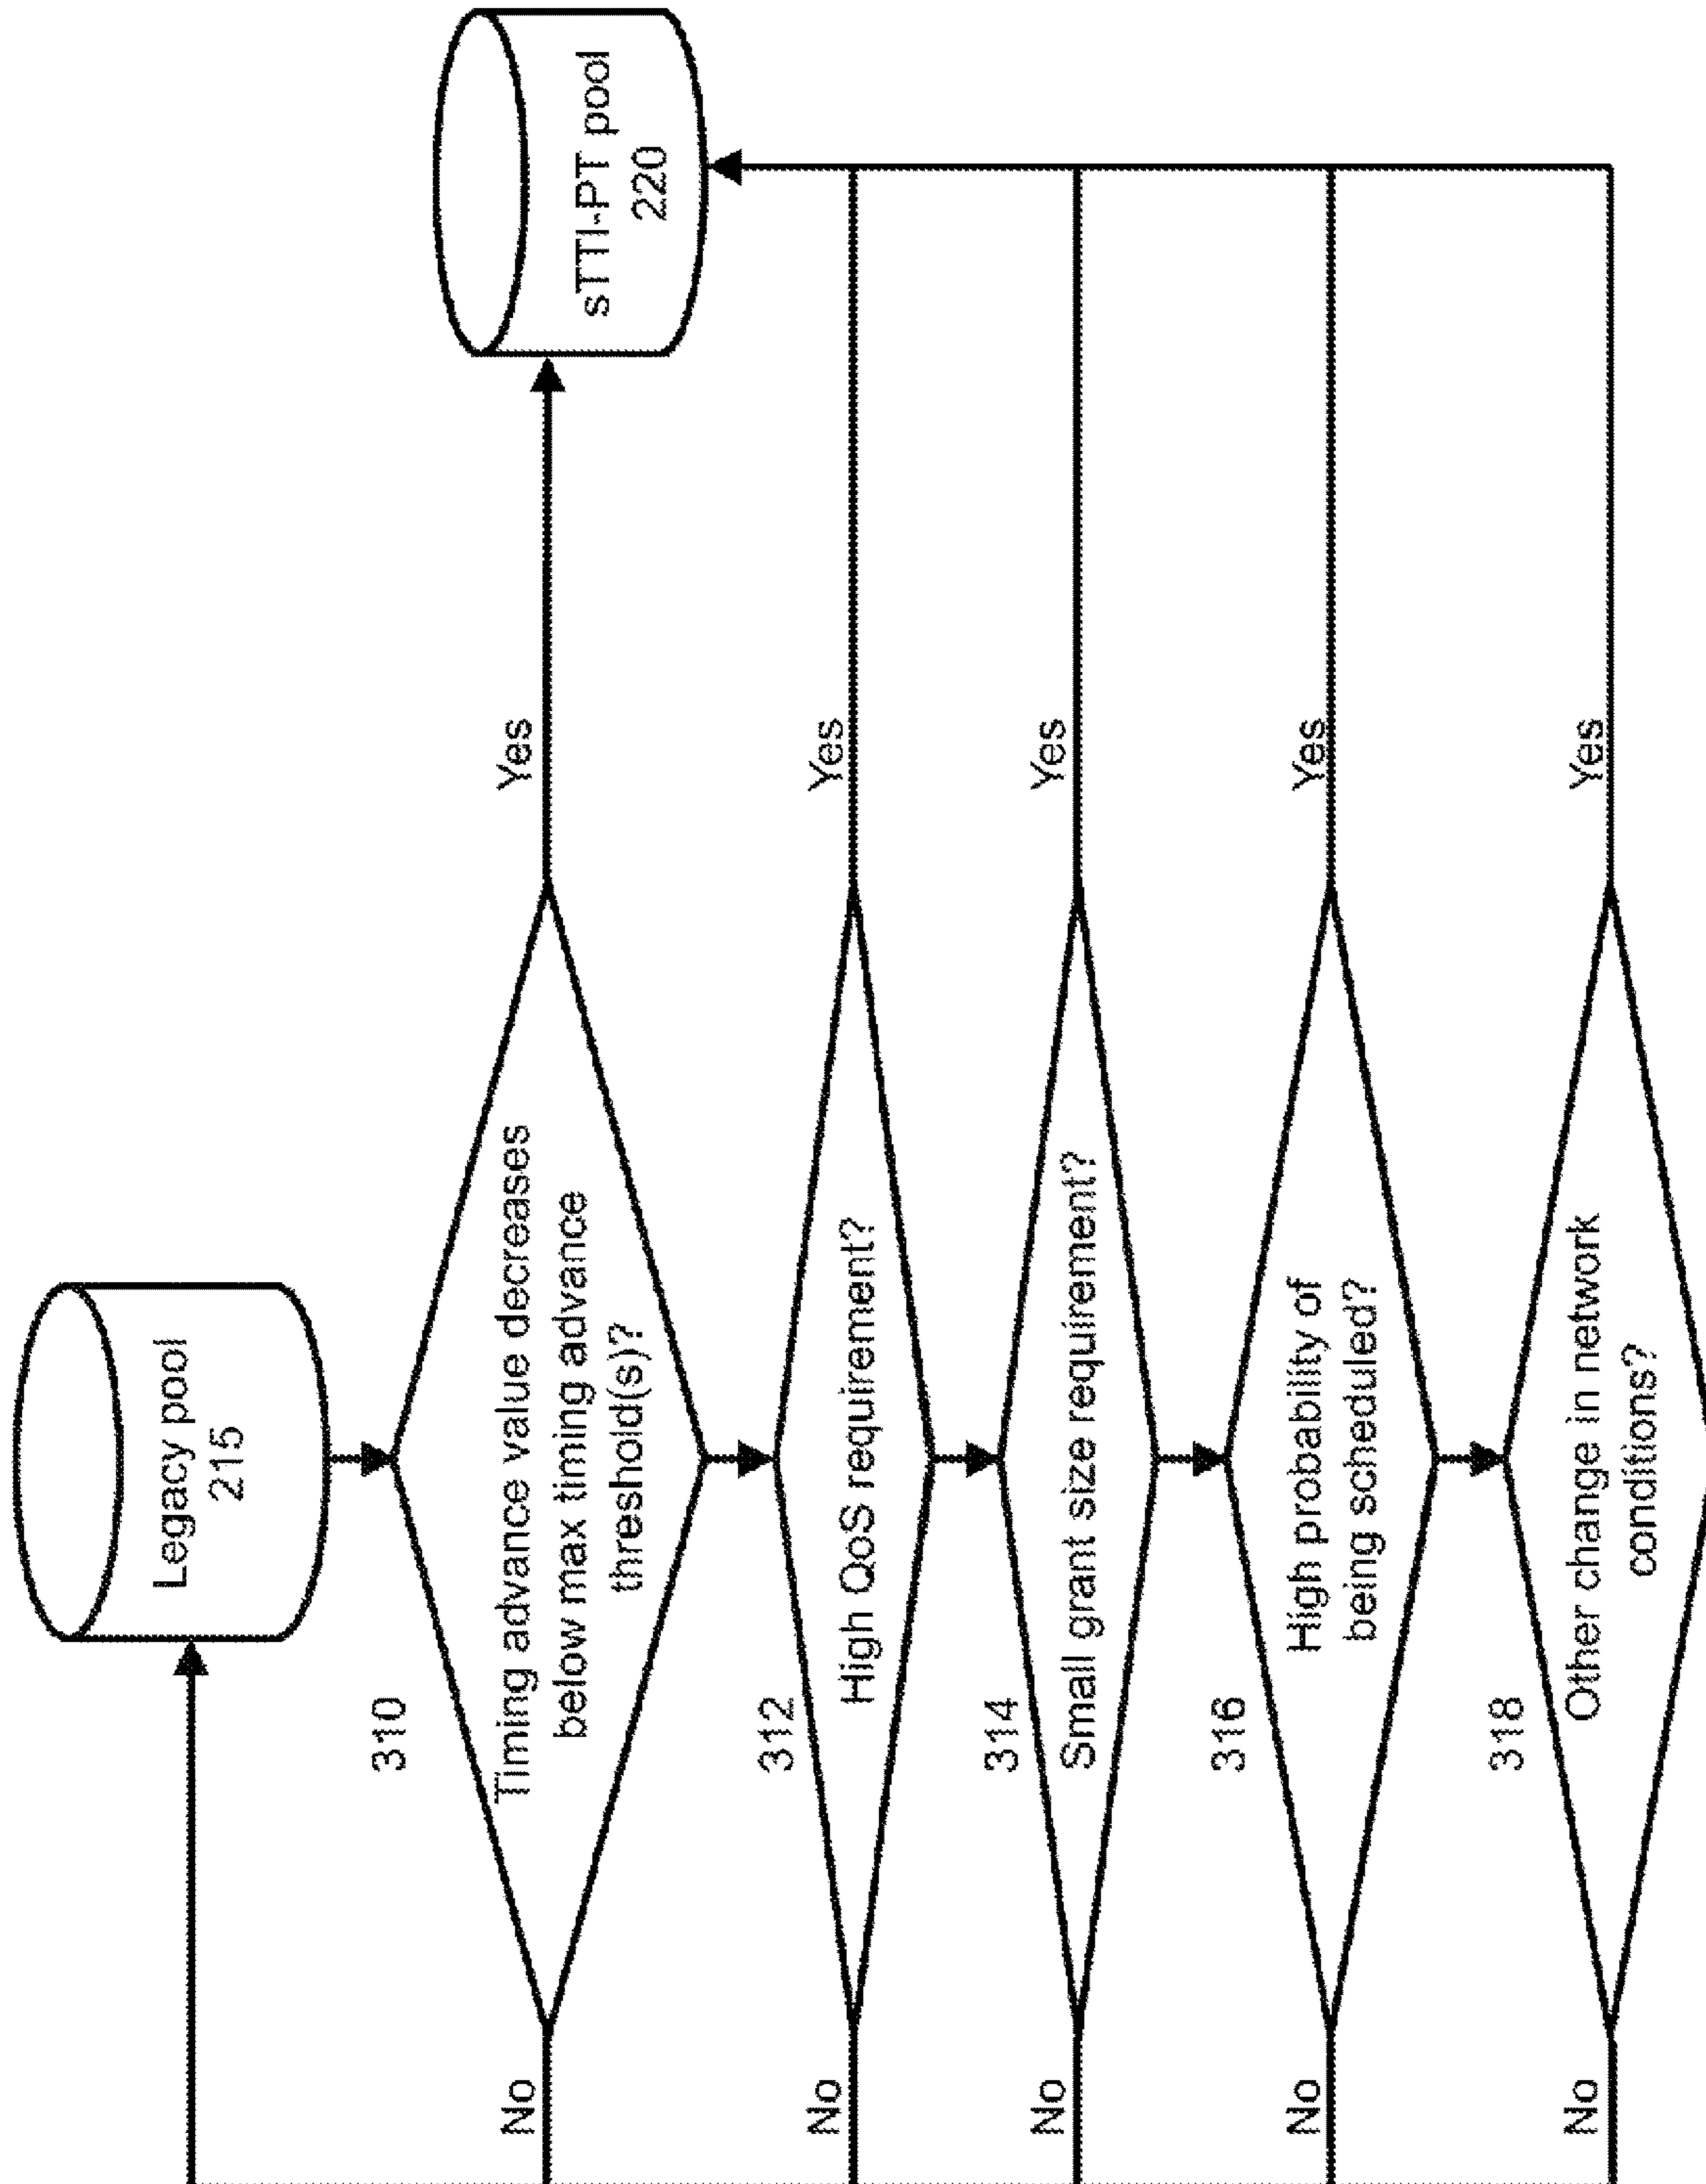 Legacy pool
215
sTTI-PT pool
220
310
Timing advance value decreases
below max timing advance
threshold(s)?
No
Yes
312
High QoS requirement?
No
Yes
314
Small grant size requirement?
No
Yes
316
High probability of
being scheduled?
No
Yes
318
Other change in network
conditions?
No
Yes